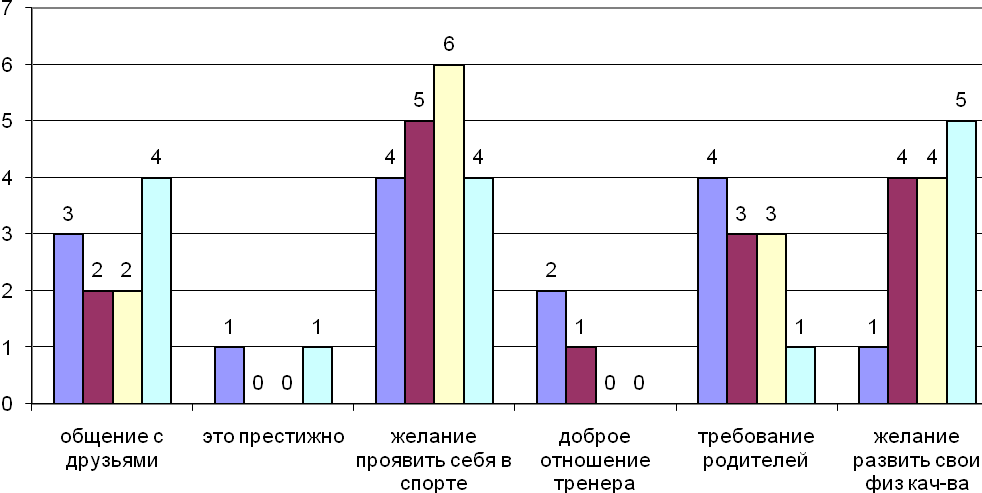 7
6
5
4
3
2
1
0
3 2 2 4
1 0 0 1
4 5 6 4
2 1 0 0
4 3 3 1
1 4 4 5
общение с
друзьями
это престижно
желание
проявить себя в
спорте
доброе
отношение
тренера
требование
родителей
желание
развить свои
физ кач-ва